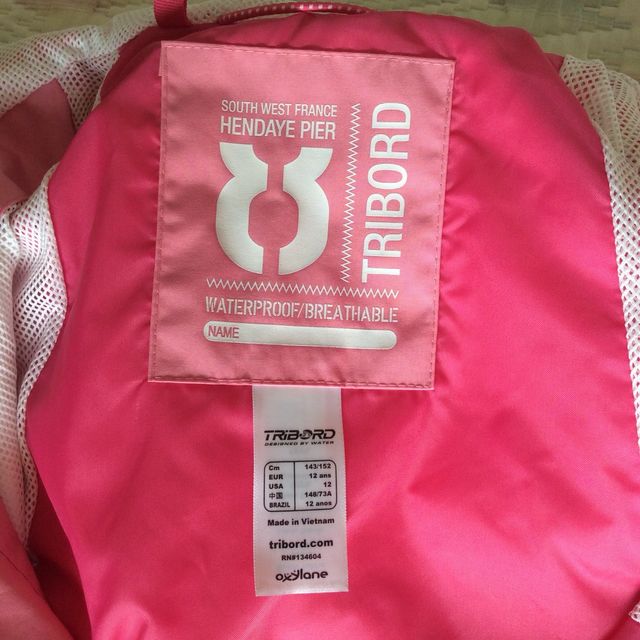 SOUTH WEST FRANCE
HENDAYE PIER
TRIBORD
WATERPROOF/BREATHABLE
NAME
TRIBORD
DESIGNED BY WATER
Cm 143/152
EUR 12 ans
USA 12
中国 148/73A
BRAZIL 12 anos
Made in Vietnam
tribord.com
RN#134604
oxylane